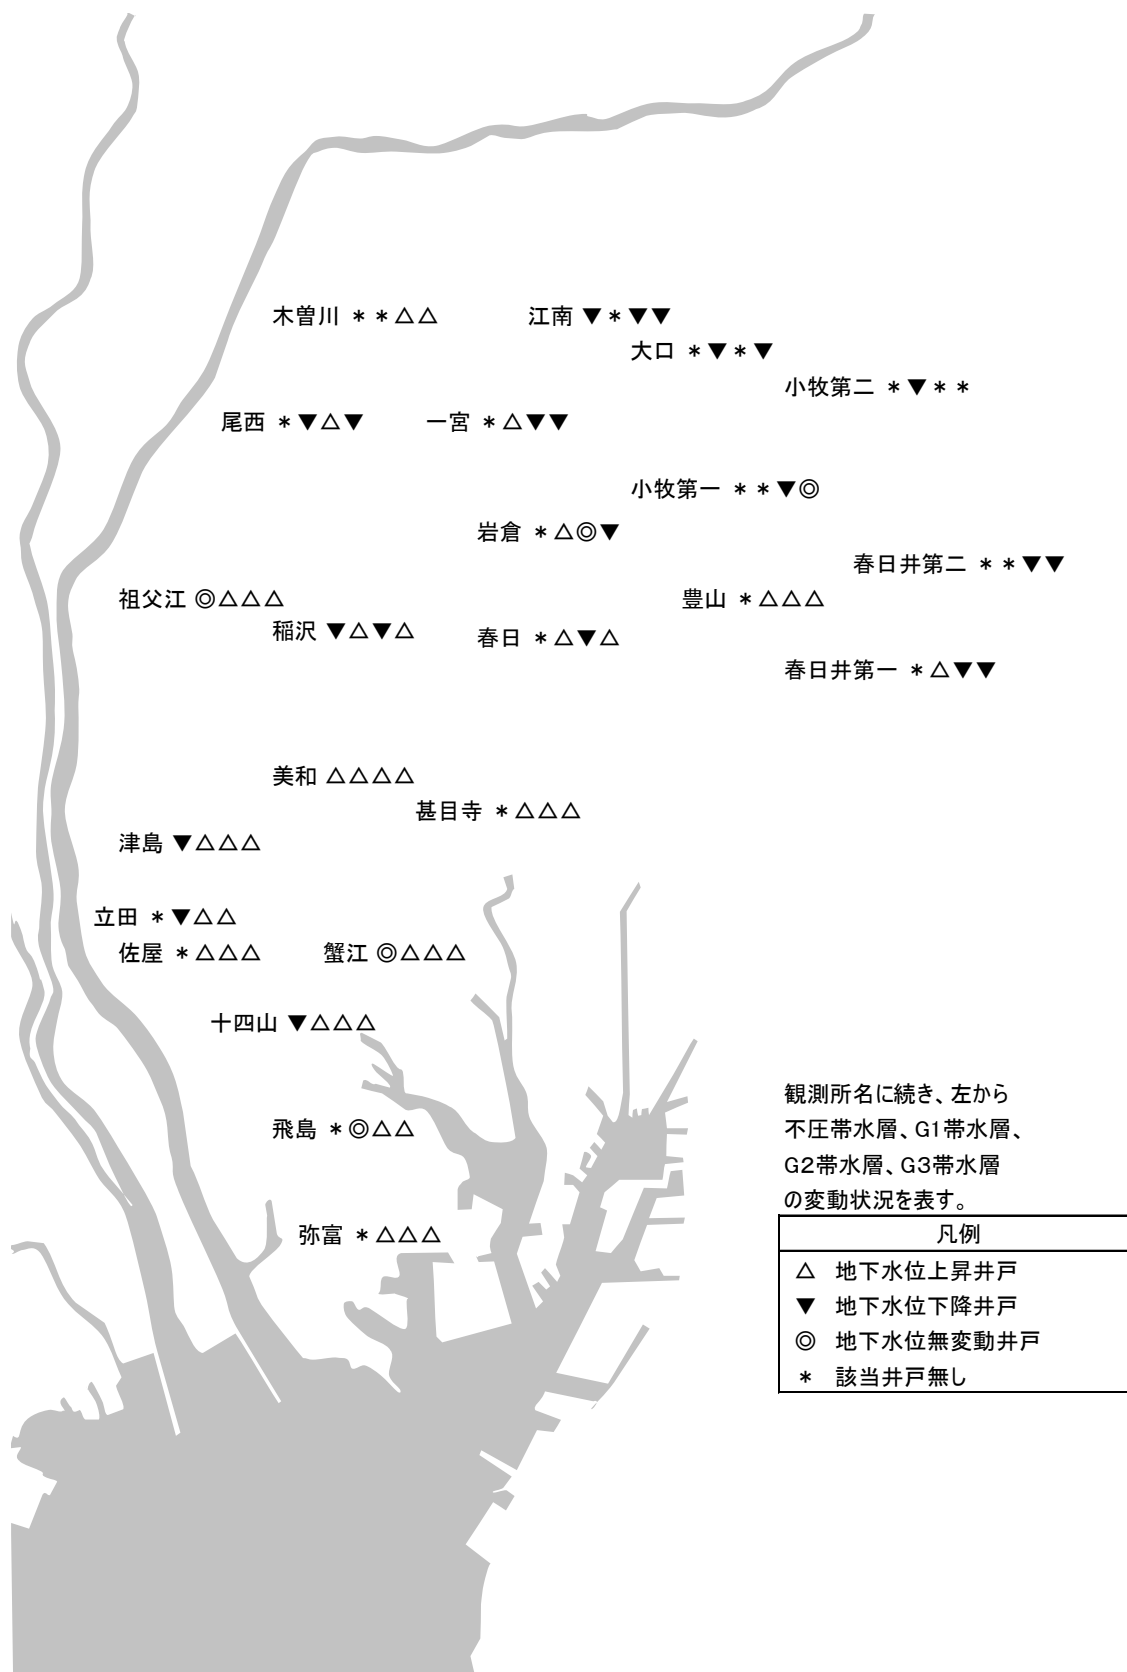 木曽川 ＊＊△△
江南 ▼＊▼▼
大口 ＊▼＊▼
小牧第二 ＊▼＊＊
尾西 ＊▼△▼
一宮 ＊△▼▼
小牧第一 ＊＊▼◎
岩倉 ＊△◎▼
春日井第二 ＊＊▼▼
祖父江 ◎△△△
豊山 ＊△△△
稲沢 ▼△▼△
春日 ＊△▼△
春日井第一 ＊△▼▼
美和 △△△△
甚目寺 ＊△△△
津島 ▼△△△
立田 ＊▼△△
佐屋 ＊△△△
蟹江 ◎△△△
十四山 ▼△△△
飛島 ＊◎△△
弥富 ＊△△△
観測所名に続き、左から
不圧帯水層、G1帯水層、
G2帯水層、G3帯水層
の変動状況を表す。
凡例
△ 地下水位上昇井戸
▼ 地下水位下降井戸
◎ 地下水位無変動井戸
＊ 該当井戸無し